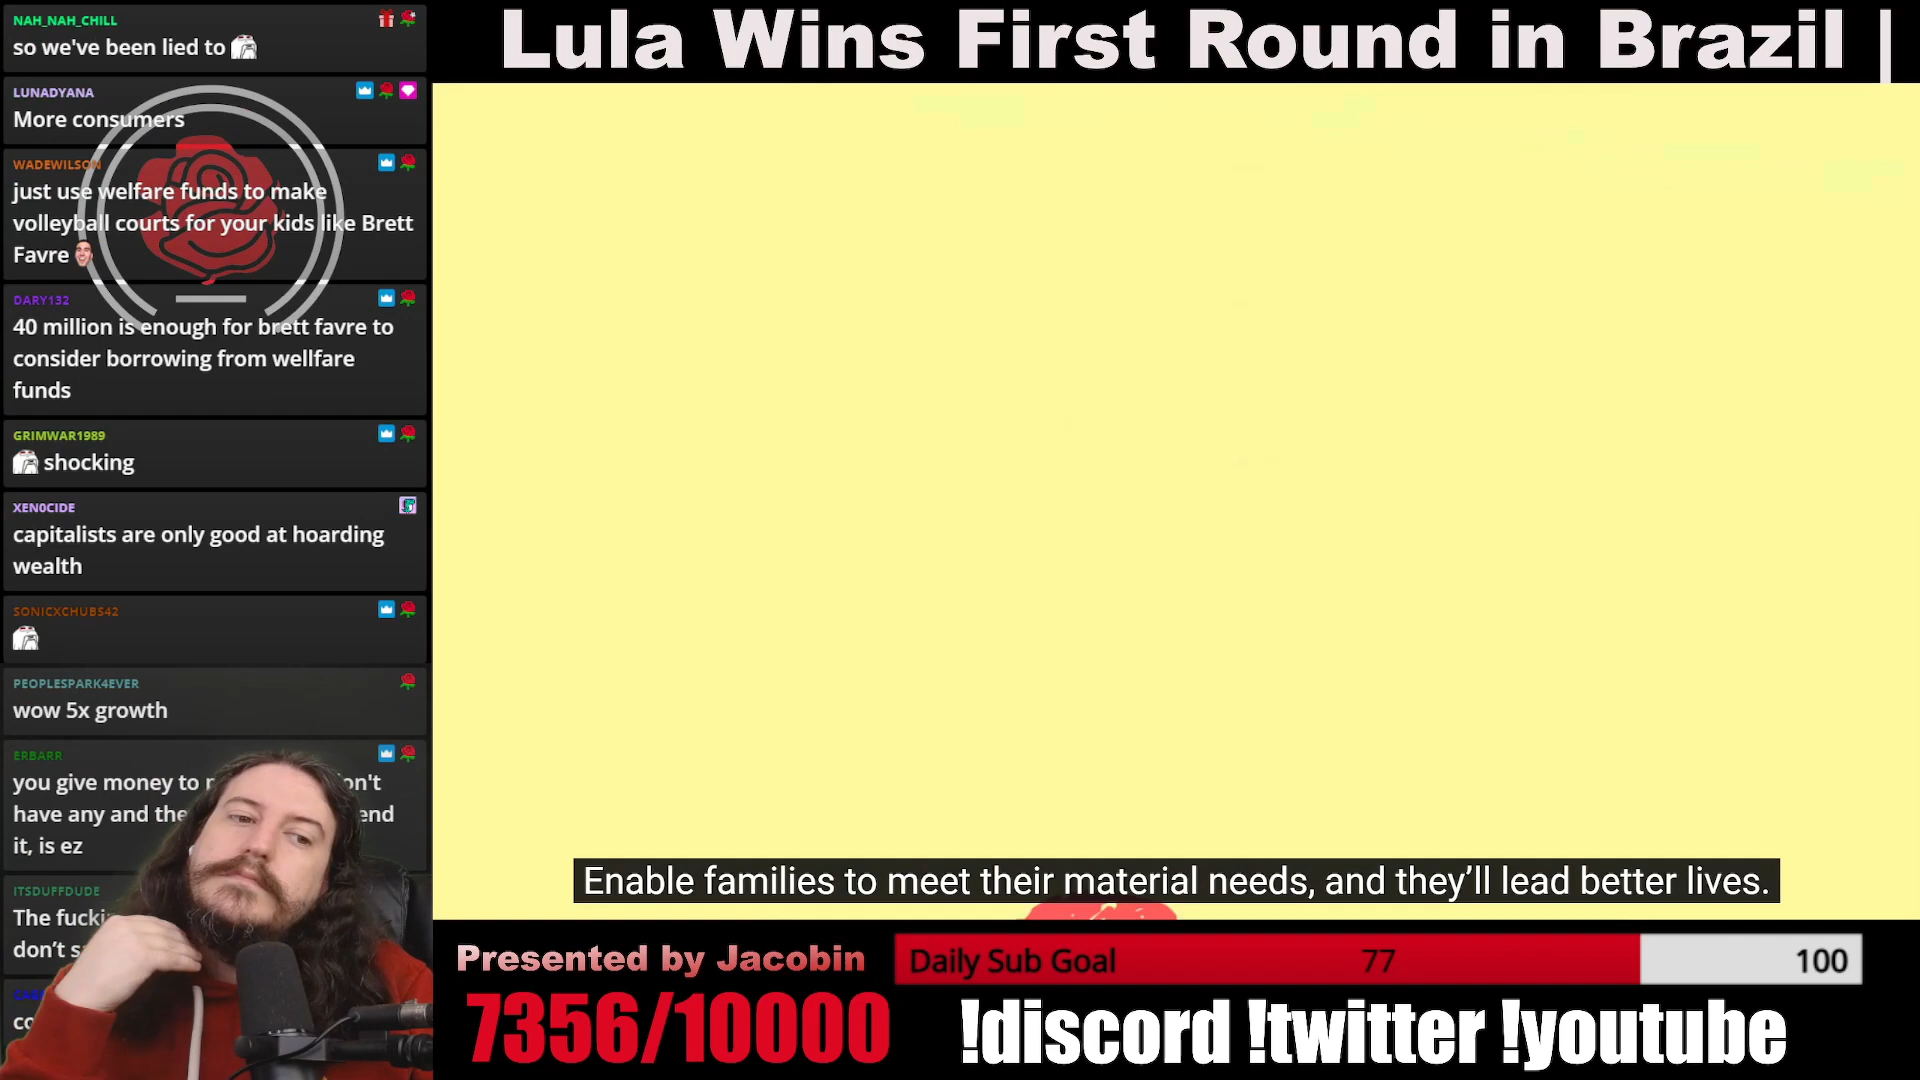 NAH_NAH_CHILL
so we've been lied to
LUNADYANA
More consumers
WADEWILSON
just use welfare funds to make
volleyball courts for your kids like Brett
Favre
DARY132
40 million is enough for brett favre to
consider borrowing from wellfare
funds
GRIMWAR1989
shocking
XEN0CIDE
capitalists are only good at hoarding
wealth
SONICXCHUBS42
PEOPLESPARK4EVER
wow 5x growth
ERBARR
you give money to
have any and
it, is ez
ITSDUFFDUDE
The
don't
Lula Wins First Round in Brazil |
Enable families to meet their material needs, and they'll lead better lives.
Presented by Jacobin
Daily Sub Goal 77 100
7356/10000
!discord !twitter !youtube